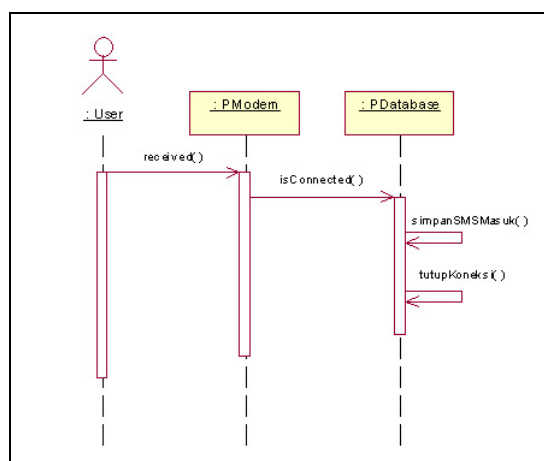 : User
: PModem
: PDatabase
received( )
isConnected( )
simpanSMSMasuk( )
tutupKoneksi( )